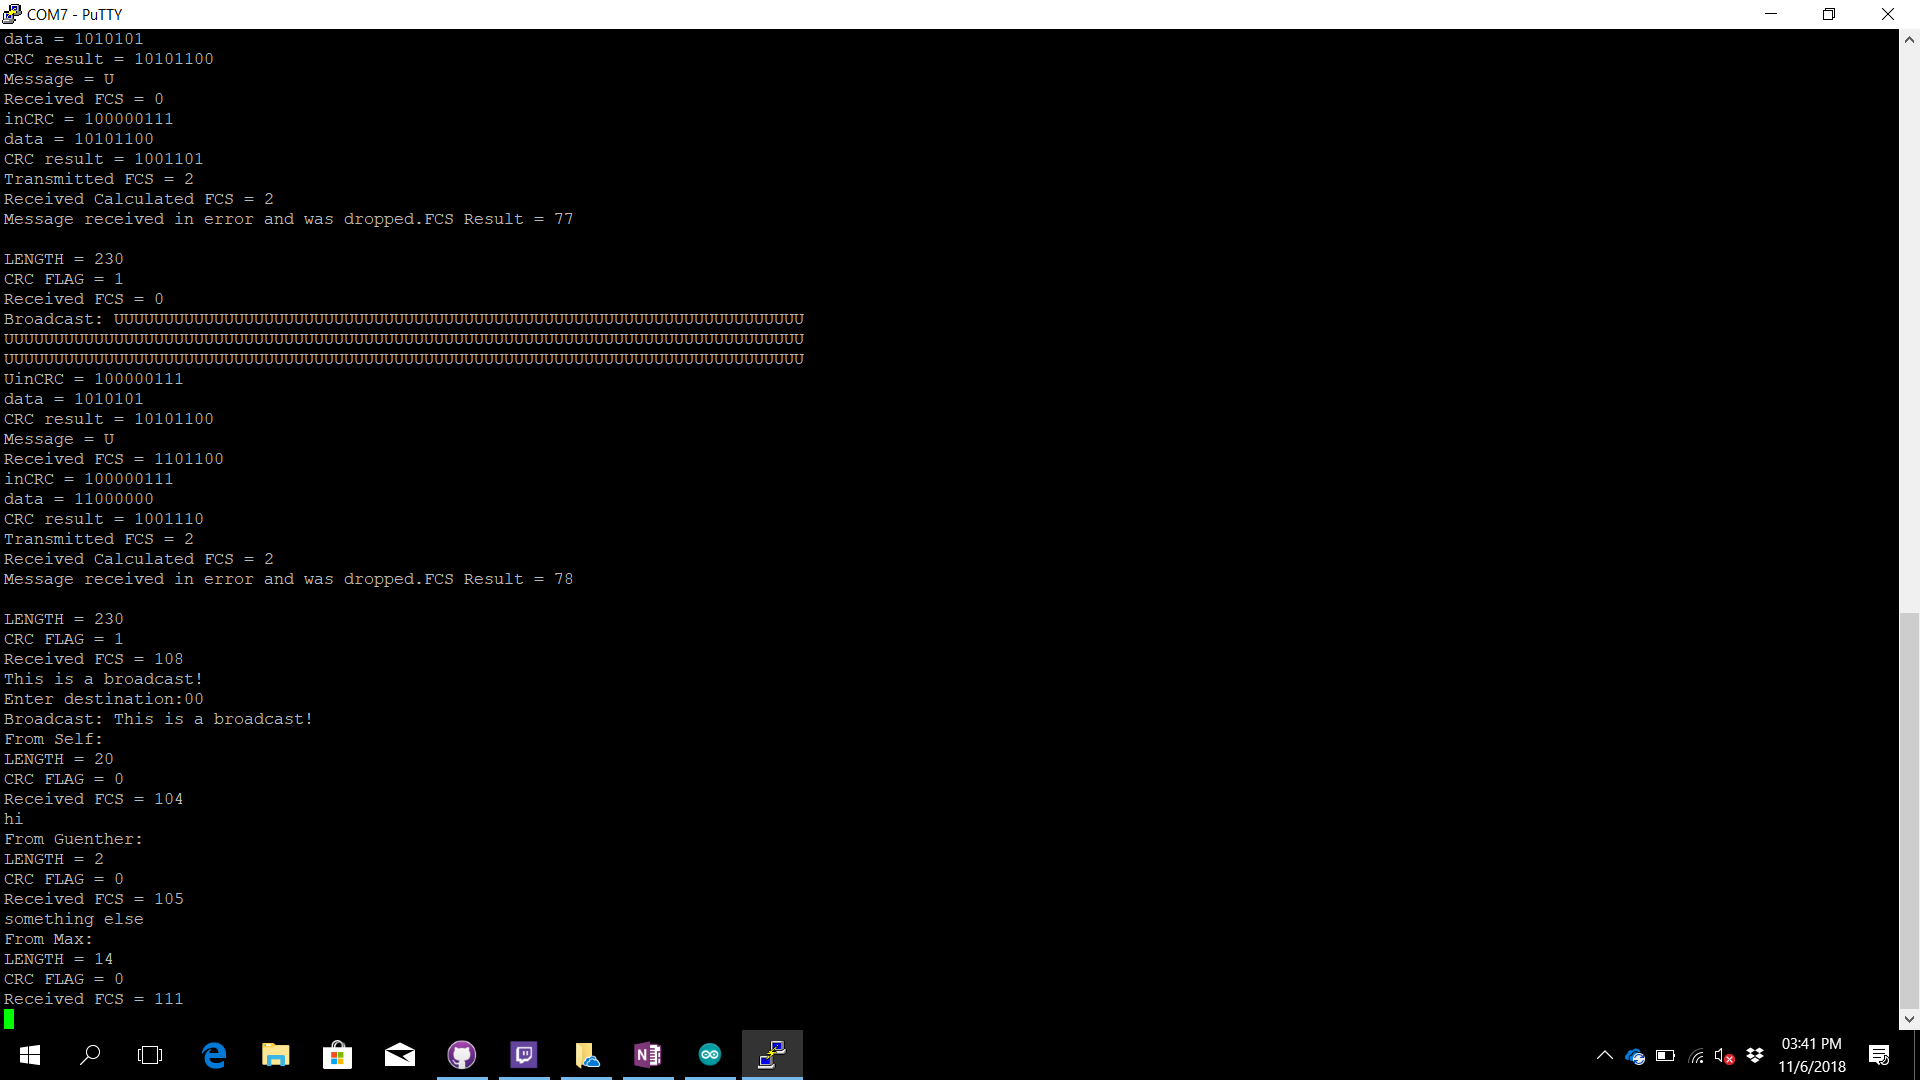 COM7 - PuTTY
data = 1010101
CRC result = 10101100
Message = U
Received FCS = 0
inCRC = 100000111
data = 10101100
CRC result = 1001101
Transmitted FCS = 2
Received Calculated FCS = 2
Message received in error and was dropped.FCS Result = 77
LENGTH = 230
CRC FLAG = 1
Received FCS = 0
Broadcast: UUUUUUUUUUUUUUUUUUUUUUUUUUUUUUUUUUUUUUUUUUUUUUUUUUUUUUUUUUUUUUUUUUUUU
UUUUUUUUUUUUUUUUUUUUUUUUUUUUUUUUUUUUUUUUUUUUUUUUUUUUUUUUUUUUUUUUUUUUUUUUUUUUUUUU
UUUUUUUUUUUUUUUUUUUUUUUUUUUUUUUUUUUUUUUUUUUUUUUUUUUUUUUUUUUUUUUUUUUUUUUUUUUUUUUU
UinCRC = 100000111
data = 1010101
CRC result = 10101100
Message = U
Received FCS = 1101100
inCRC = 100000111
data = 11000000
CRC result = 1001110
Transmitted FCS = 2
Received Calculated FCS = 2
Message received in error and was dropped.FCS Result = 78
LENGTH = 230
CRC FLAG = 1
Received FCS = 108
This is a broadcast!
Enter destination:00
Broadcast: This is a broadcast!
From Self:
LENGTH = 20
CRC FLAG = 0
Received FCS = 104
hi
From Guenther:
LENGTH = 2
CRC FLAG = 0
Received FCS = 105
something else
From Max:
LENGTH = 14
CRC FLAG = 0
Received FCS = 111
03:41 PM
11/6/2018